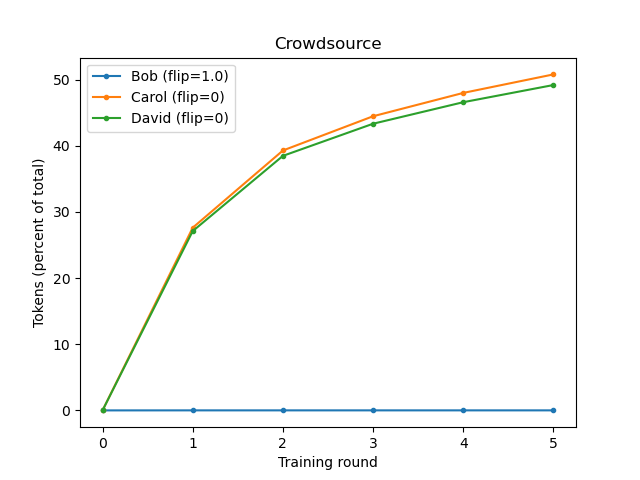 Crowdsource
Bob (flip=1.0)
Carol (flip=0)
David (flip=0)
Tokens (percent of total)
50
40
30
20
10
0
0 1 2 3 4 5
Training round